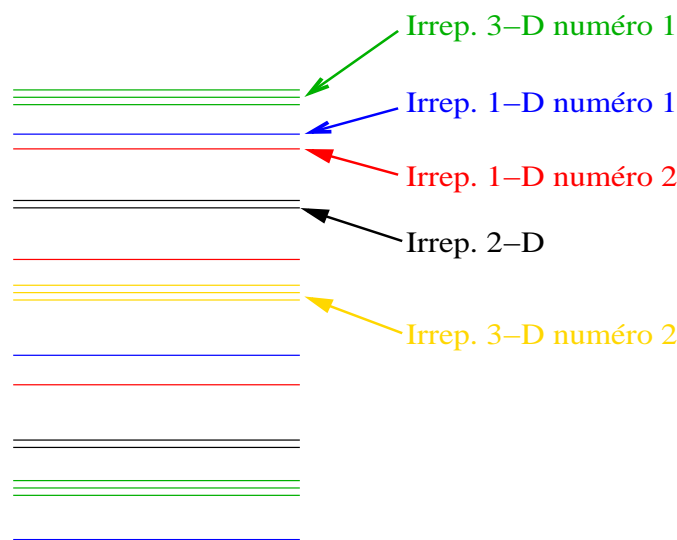 Irrep. 3–D numéro 1
Irrep. 1–D numéro 1
Irrep. 1–D numéro 2
Irrep. 2–D
Irrep. 3–D numéro 2